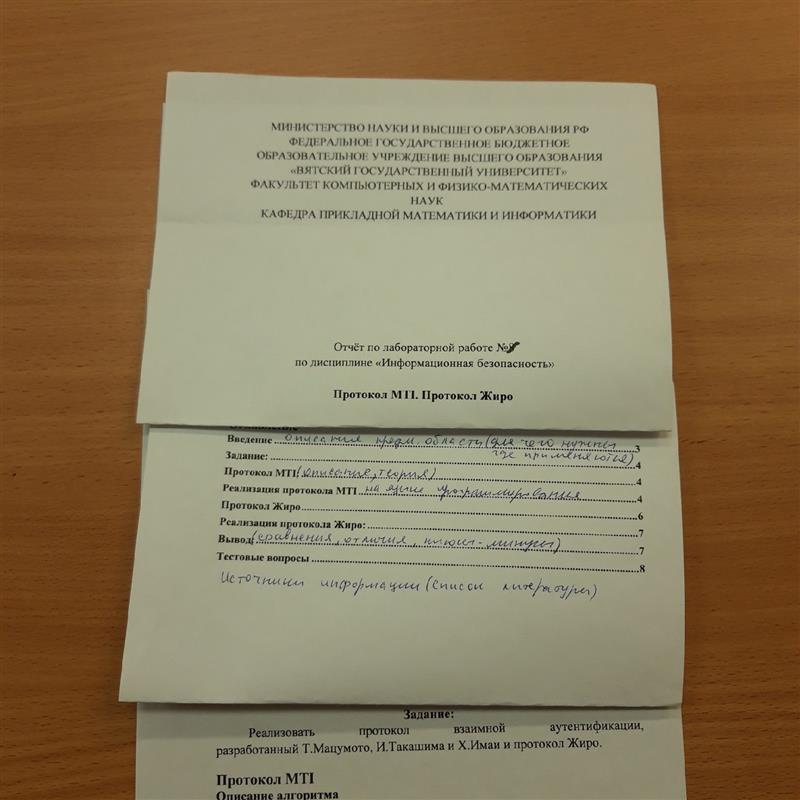 МИНИСТЕРСТВО НАУКИ И ВЫСШЕГО ОБРАЗОВАНИЯ РФ
ФЕДЕРАЛЬНОЕ ГОСУДАРСТВЕННОЕ БЮДЖЕТНОЕ
ОБРАЗОВАТЕЛЬНОЕ УЧРЕЖДЕНИЕ ВЫСШЕГО ОБРАЗОВАНИЯ
«ВЯТСКИЙ ГОСУДАРСТВЕННЫЙ УНИВЕРСИТЕТ»
ФАКУЛЬТЕТ КОМПЬЮТЕРНЫХ И ФИЗИКО-МАТЕМАТИЧЕСКИХ
НАУК
КАФЕДРА ПРИКЛАДНОЙ МАТЕМАТИКИ И ИНФОРМАТИКИ
Отчёт по лабораторной работе №
по дисциплине «Информационная безопасность»
Протокол MTI. Протокол Жиро
Введение описания предм. области (для чего нужны 3
где применяются)
Задание: 4
Протокол MTI (описание, теория) 4
Реализация протокола MTI на языке программирования 4
Протокол Жиро 6
Реализация протокола Жиро: 7
Вывод: (сравнения, отличия, плюсы-минусы) 7
Тестовые вопросы 8
Источники информации (список литературы)
Задание:
Реализовать протокол взаимной аутентификации,
разработанный Т.Мацумото, И.Такашима и Х.Имаи и протокол Жиро.
Протокол MTI
Описание алгоритма